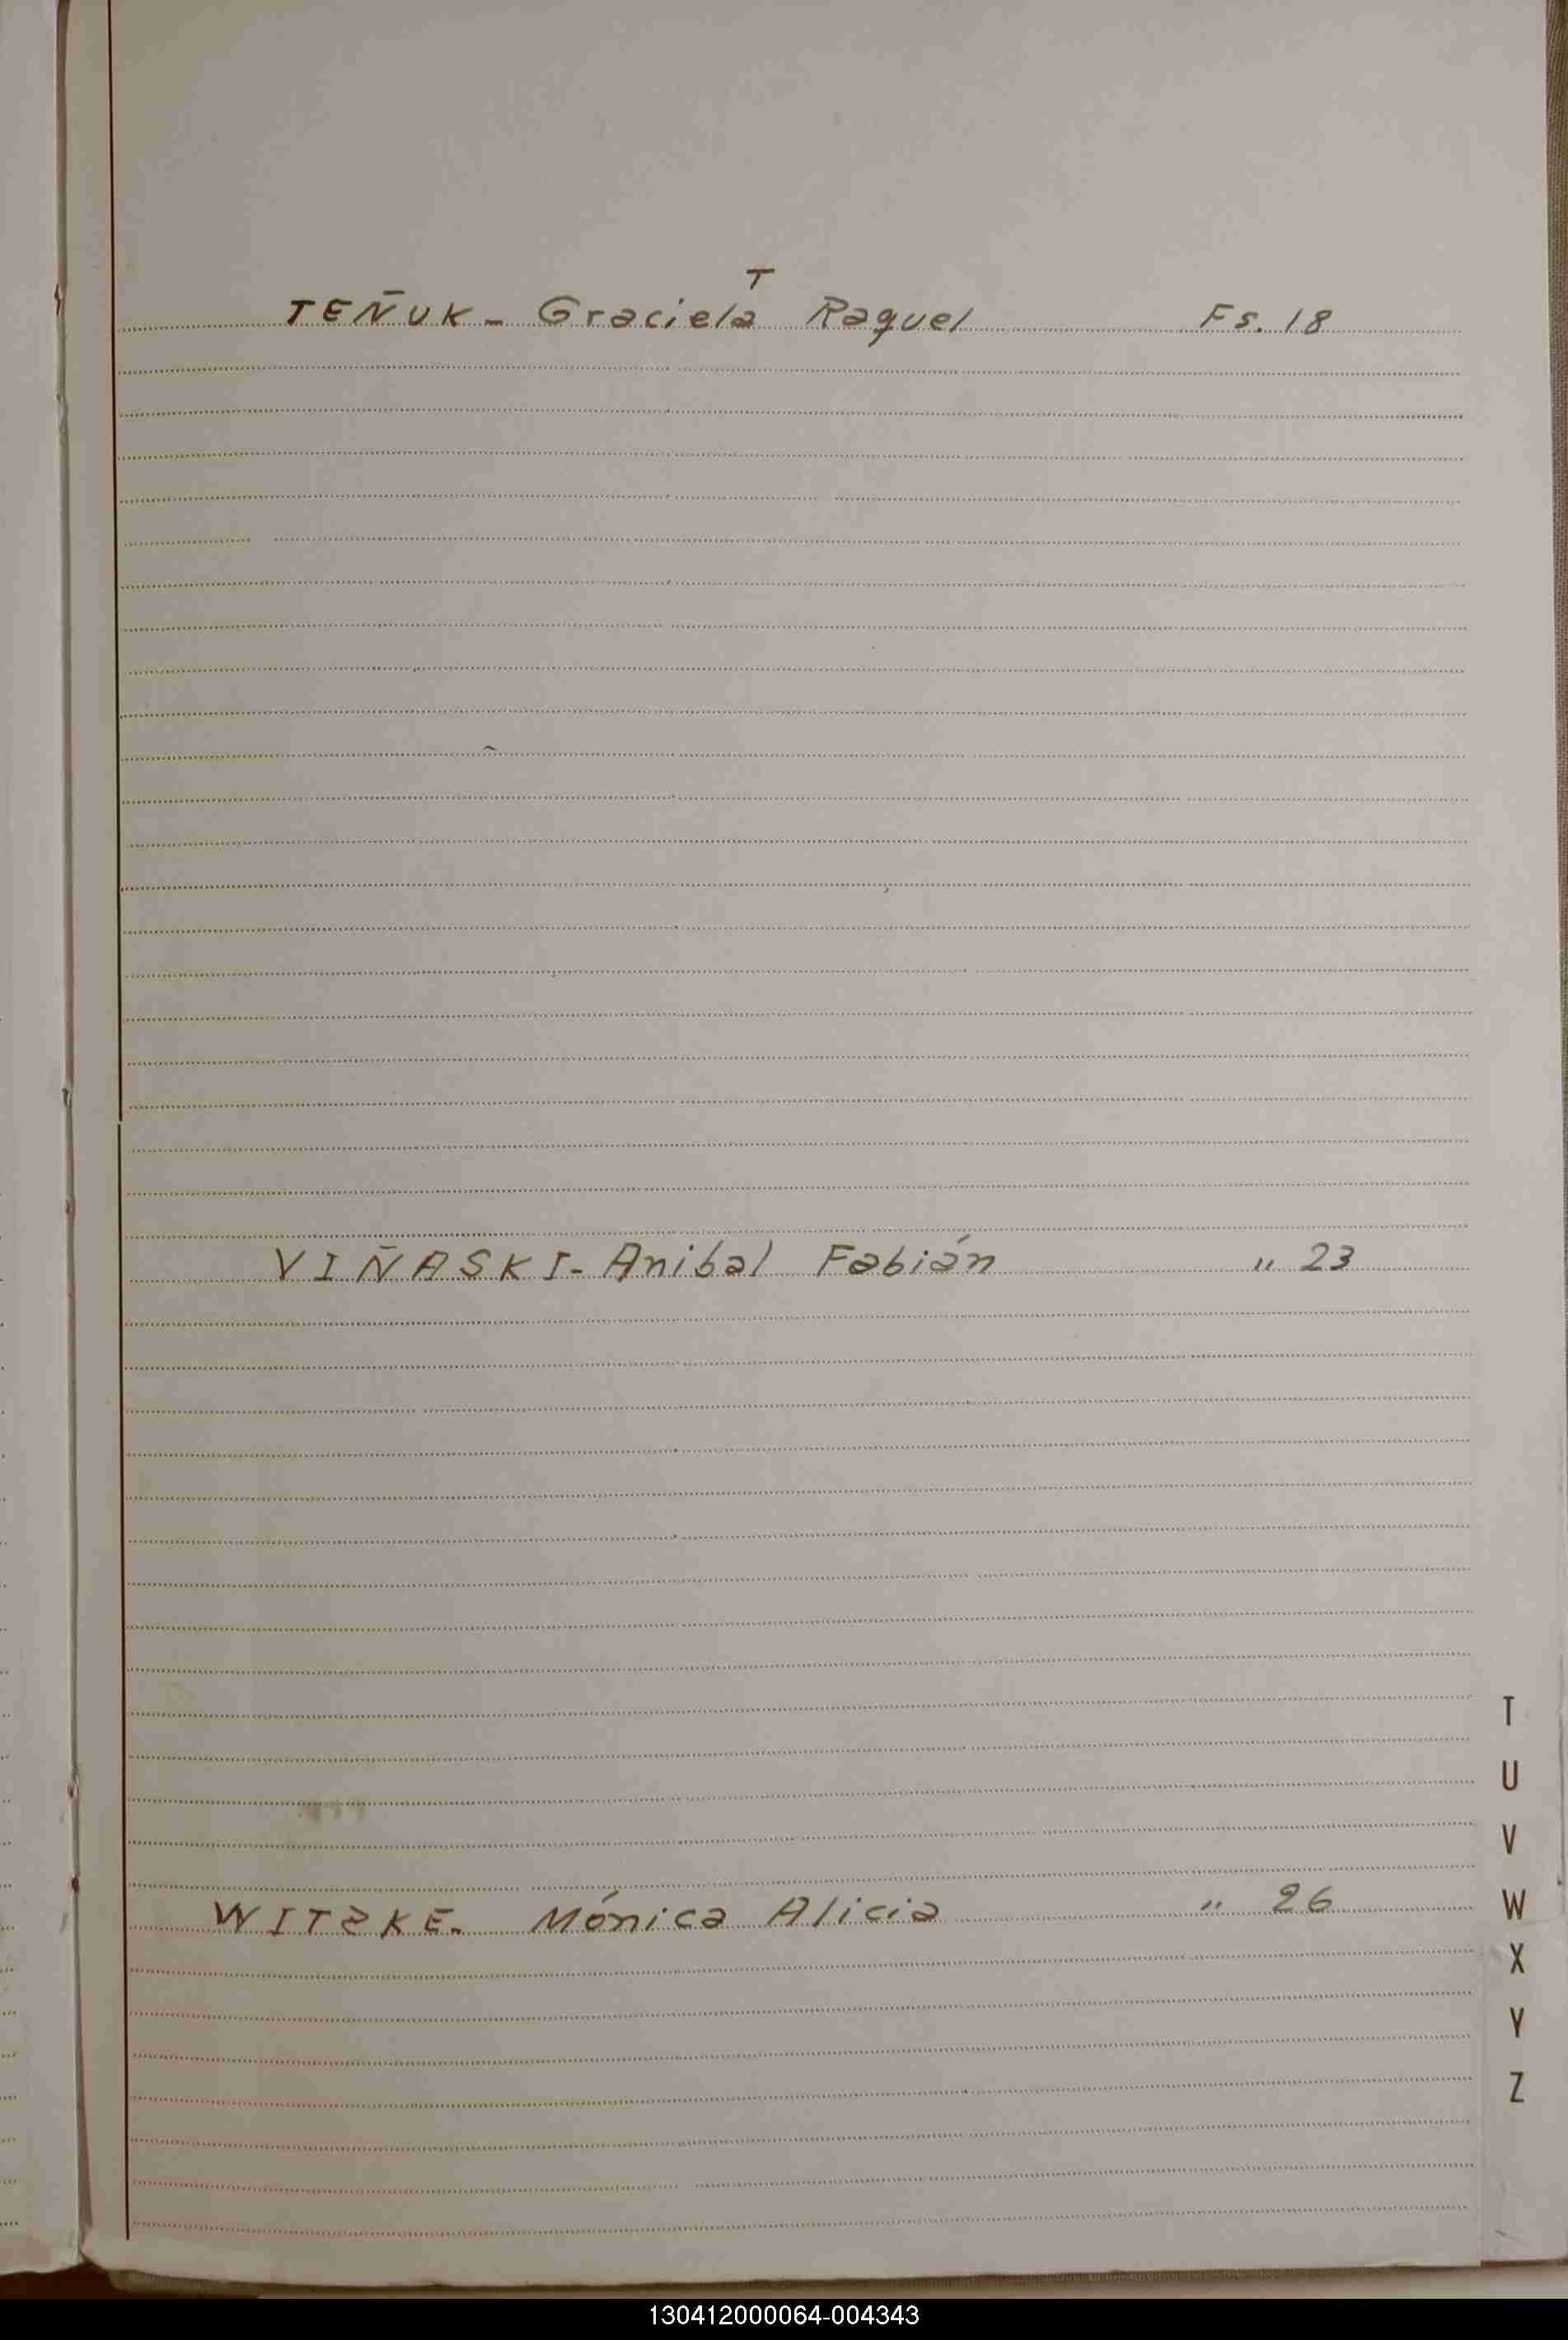 T
TEÑUK- Graciela Raquel Fs. 18
VIÑASKI- Anibal Fabián " 23
WITZKE- Mónica Alicia " 26
T
U
V
W
X
Y
Z
130412000064-004343